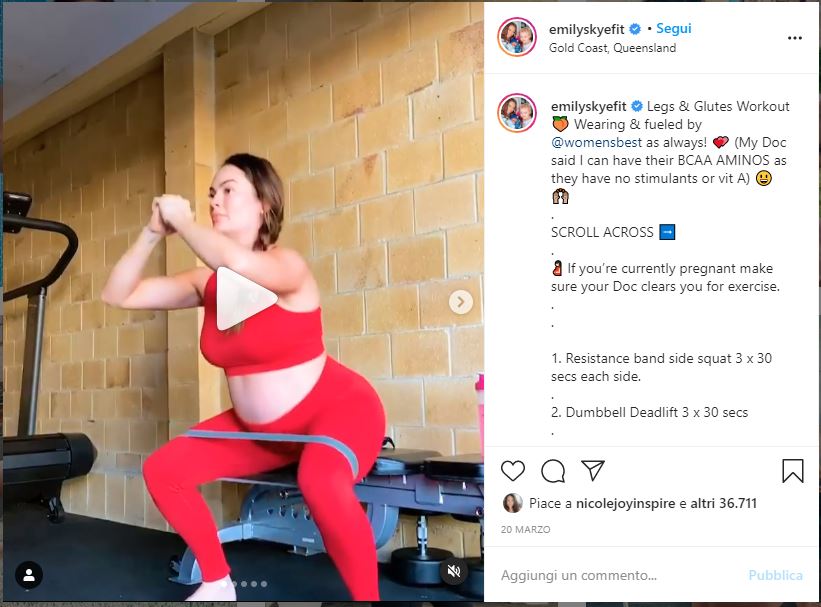 emilyskyefit • Segui
Gold Coast, Queensland
emilyskyefit Legs & Glutes Workout
🍑 Wearing & fueled by
@womensbest as always! 💕 (My Doc
said I can have their BCAA AMINOS as
they have no stimulants or vit A) 😃
.
SCROLL ACROSS ➡️
.
If you’re currently pregnant make
sure your Doc clears you for exercise.
.
.
1. Resistance band side squat 3 x 30
secs each side.
.
2. Dumbbell Deadlift 3 x 30 secs
.
Piace a nicolejoyinspire e altri 36.711
20 MARZO
Aggiungi un commento... Pubblica